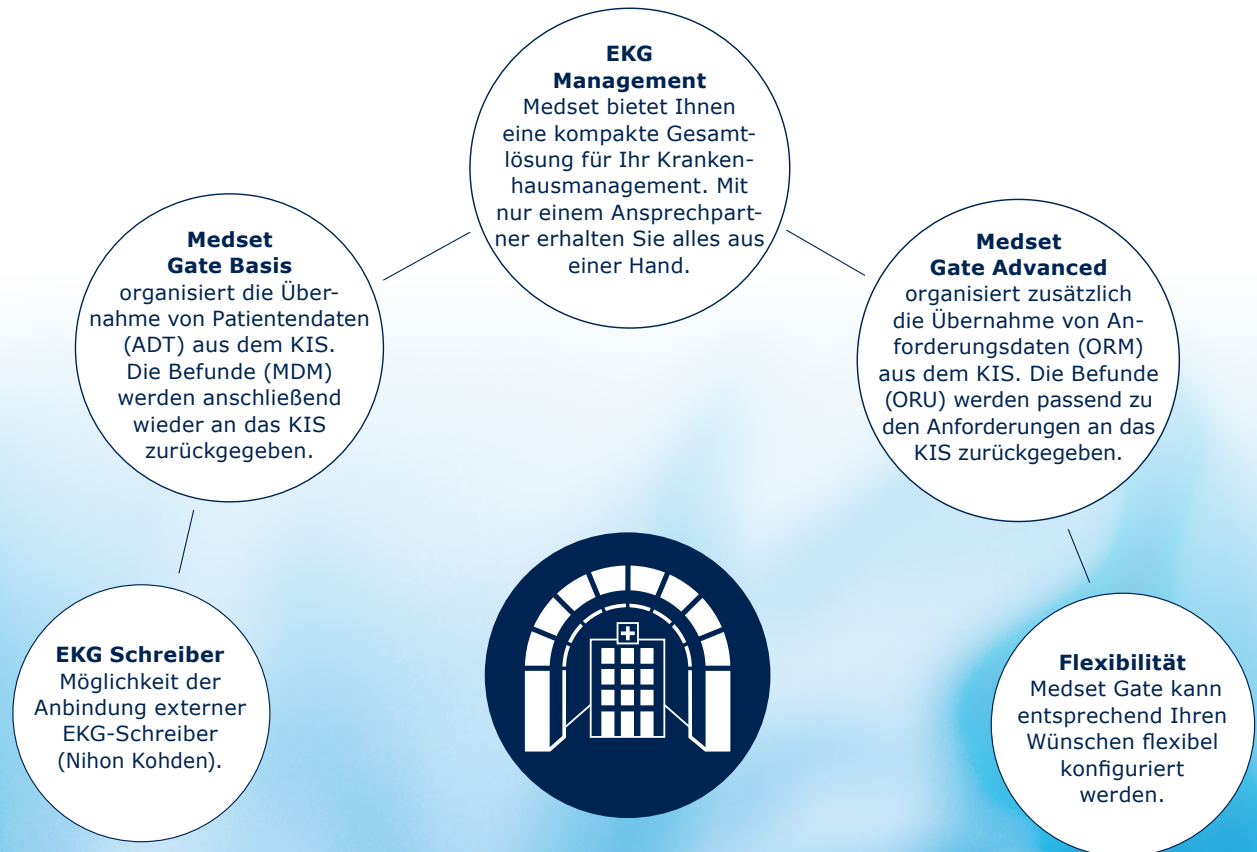 EKG
Management
Medset bietet Ihnen
eine kompakte Gesamt-
lösung für Ihr Kranken-
hausmanagement. Mit
nur einem Ansprechpart-
ner erhalten Sie alles aus
einer Hand.
Medset
Gate Basis
organisiert die Über-
nahme von Patientendaten
(ADT) aus dem KIS.
Die Befunde (MDM)
werden anschließend
wieder an das KIS
zurückgegeben.
Medset
Gate Advanced
organisiert zusätzlich
die Übernahme von An-
forderungsdaten (ORM)
aus dem KIS. Die Befunde
(ORU) werden passend zu
den Anforderungen an das
KIS zurückgegeben.
EKG Schreiber
Möglichkeit der
Anbindung externer
EKG-Schreiber
(Nihon Kohden).
Flexibilität
Medset Gate kann
entsprechend Ihren
Wünschen flexibel
konfiguriert
werden.